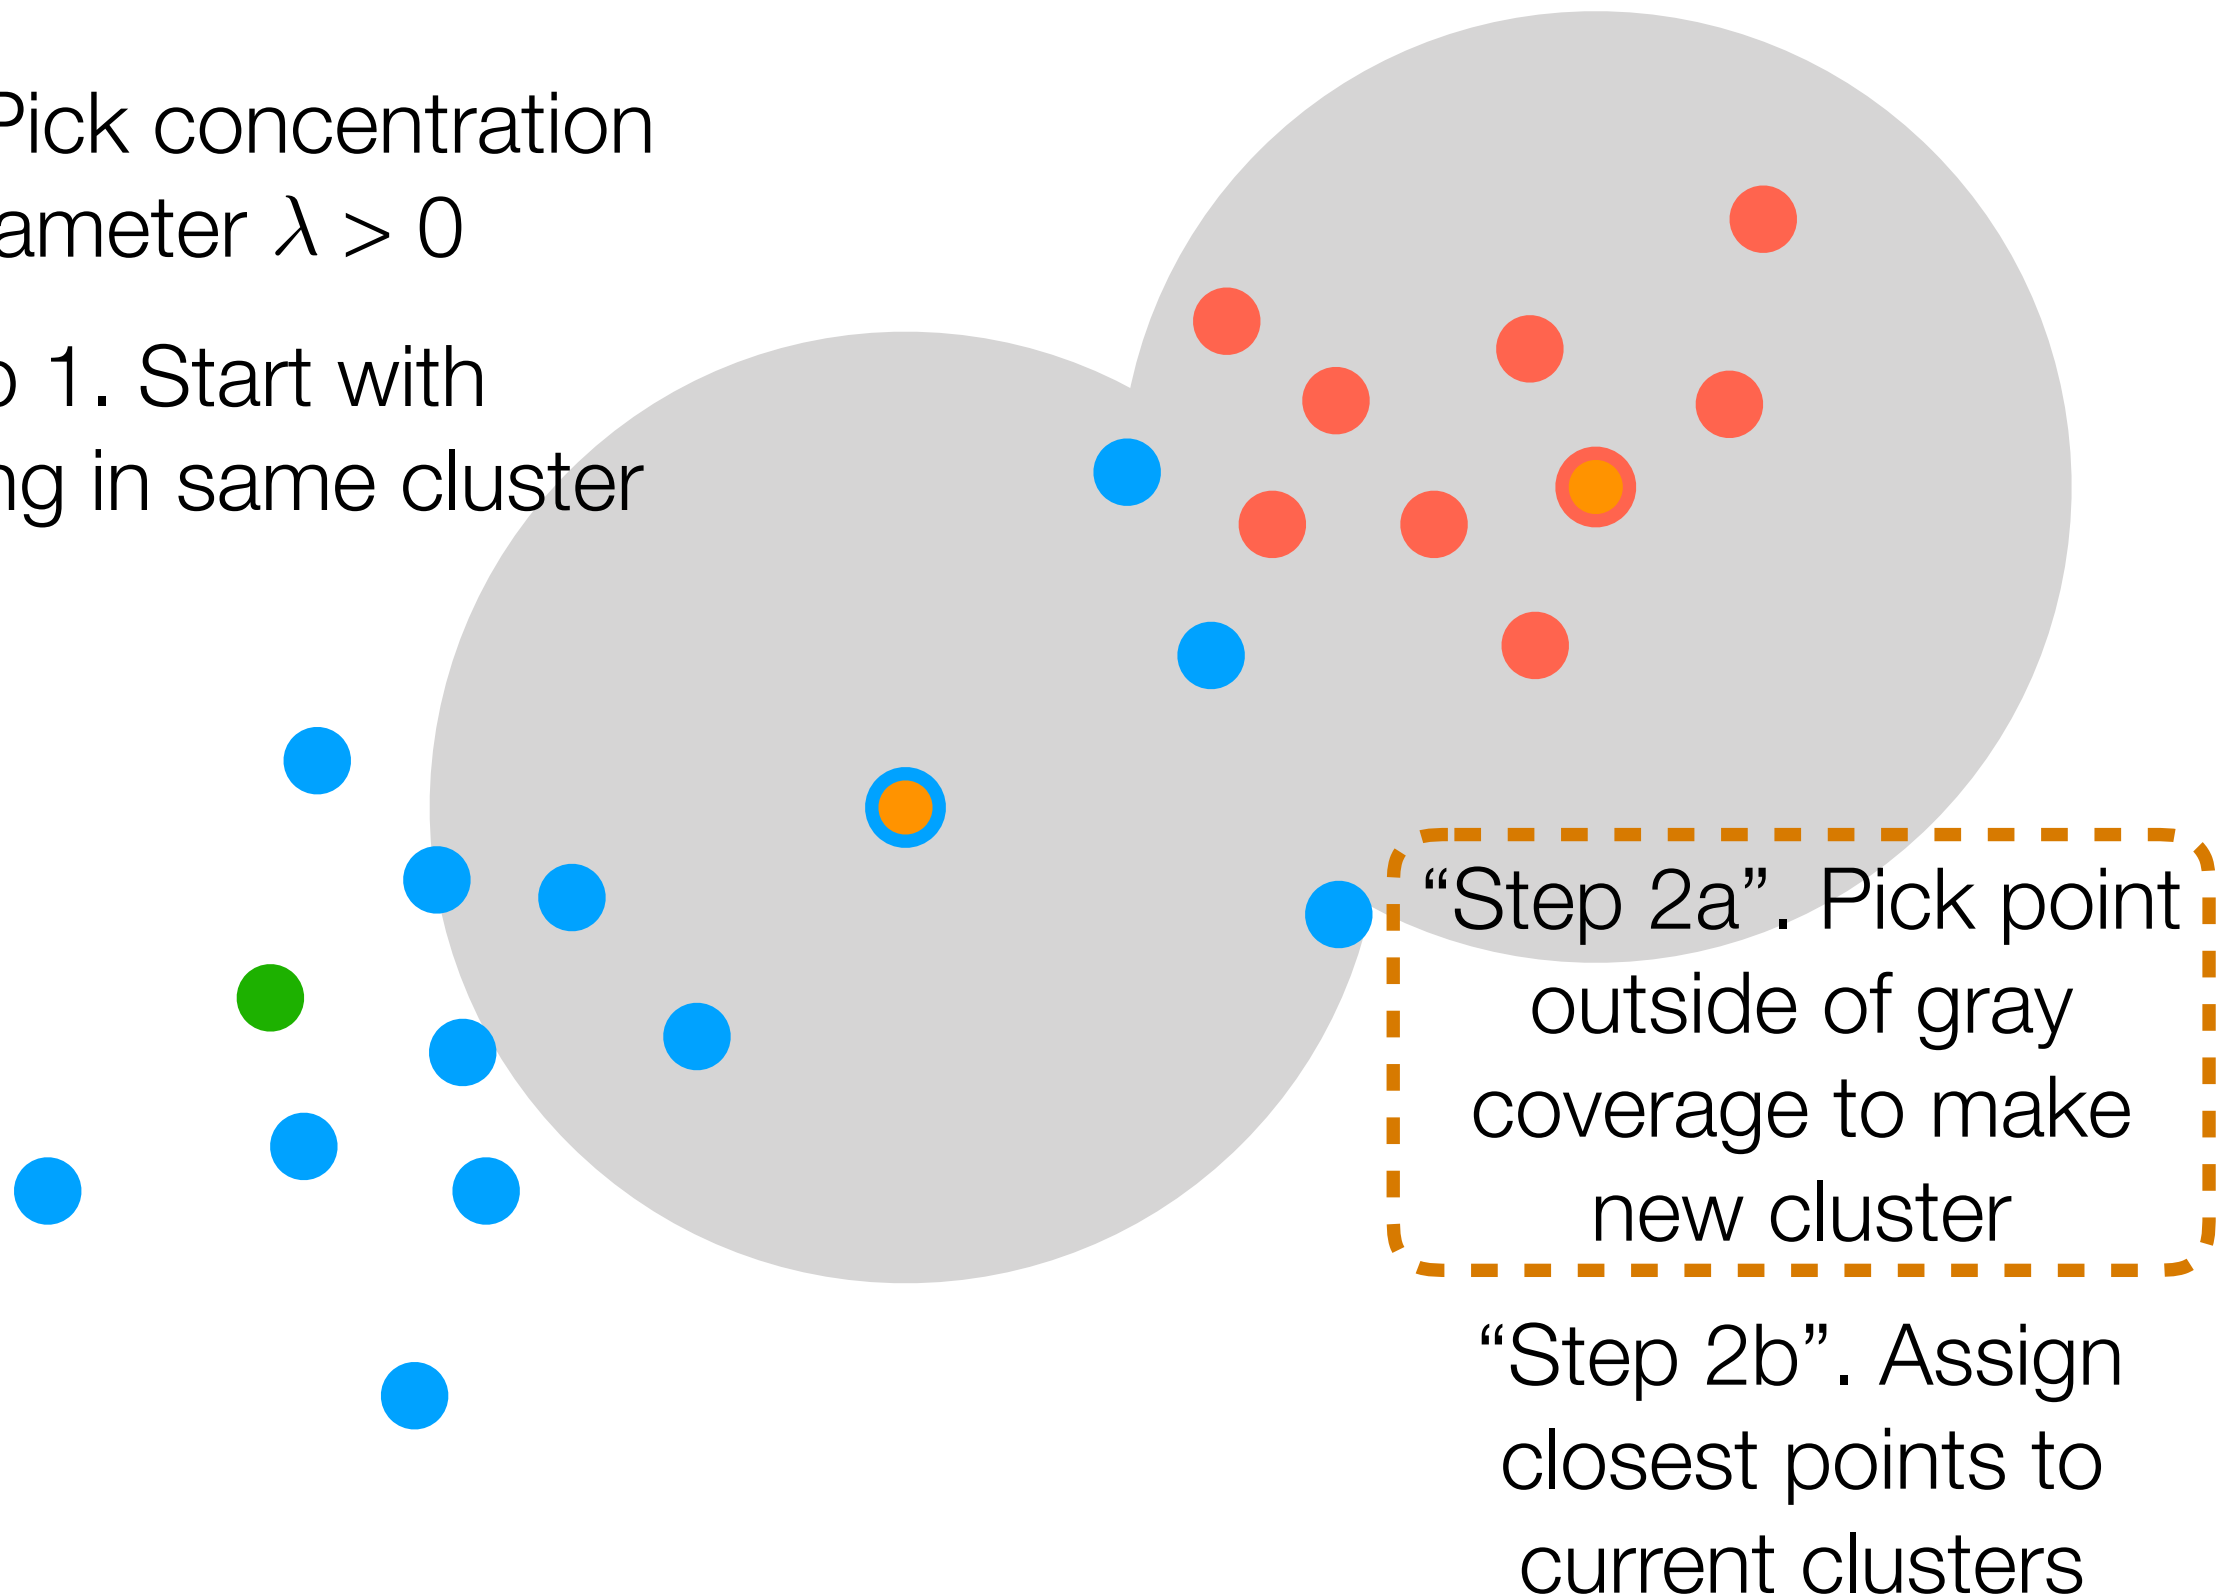 Pick concentration
ameter λ > 0
p 1. Start with
ng in same cluster
“Step 2a”. Pick point
outside of gray
coverage to make
new cluster
“Step 2b”. Assign
closest points to
current clusters